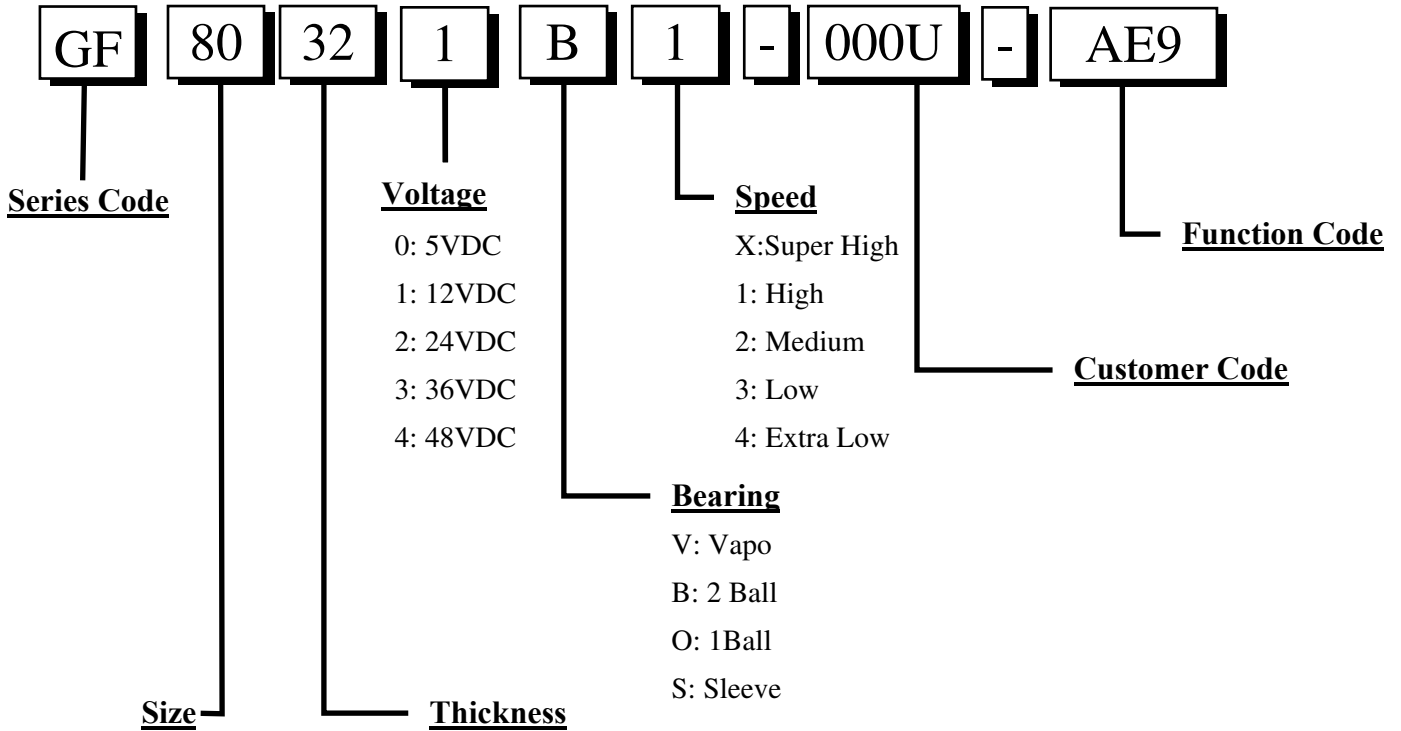 GF 80 32 1 B 1 - 000U - AE9
Series Code
Voltage
0: 5VDC
1: 12VDC
2: 24VDC
3: 36VDC
4: 48VDC
Speed
X:Super High
1: High
2: Medium
3: Low
4: Extra Low
Function Code
Customer Code
Bearing
V: Vapo
B: 2 Ball
O: 1Ball
S: Sleeve
Size
Thickness